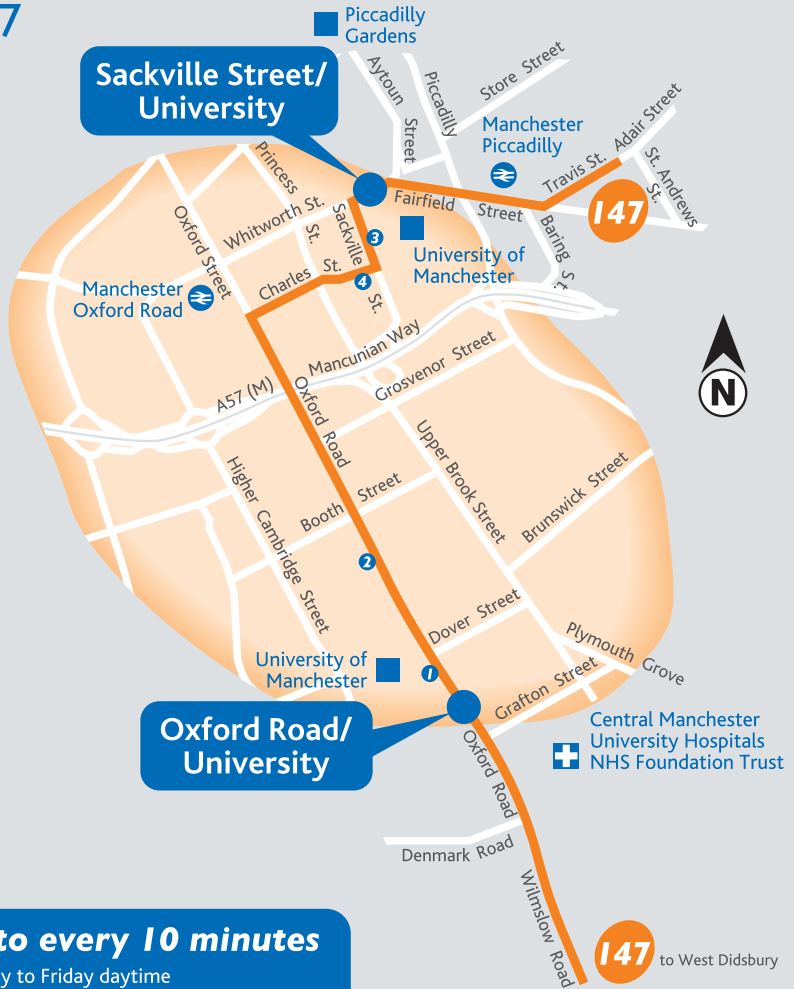 7
Piccadilly
Gardens
Sackville Street/
University
Aytoun Street
Piccadilly
Store Street
Manchester
Piccadilly
Travis St.
Adair Street
St. Andrews St.
147
Princess St.
Fairfield Street
Whitworth St.
Sackville St.
3
Oxford Street
Baring St.
University of
Manchester
Charles St.
4
Manchester
Oxford Road
Mancunian Way
A57 (M)
Grosvenor Street
N
Oxford Road
Upper Brook Street
Higher Cambridge Street
Booth Street
Brunswick Street
2
Dover Street
Plymouth Grove
University of
Manchester
1
Grafton Street
Oxford Road/
University
Central Manchester
University Hospitals
NHS Foundation Trust
Oxford Road
Denmark Road
Wilmslow Road
to every 10 minutes
y to Friday daytime
147 to West Didsbury